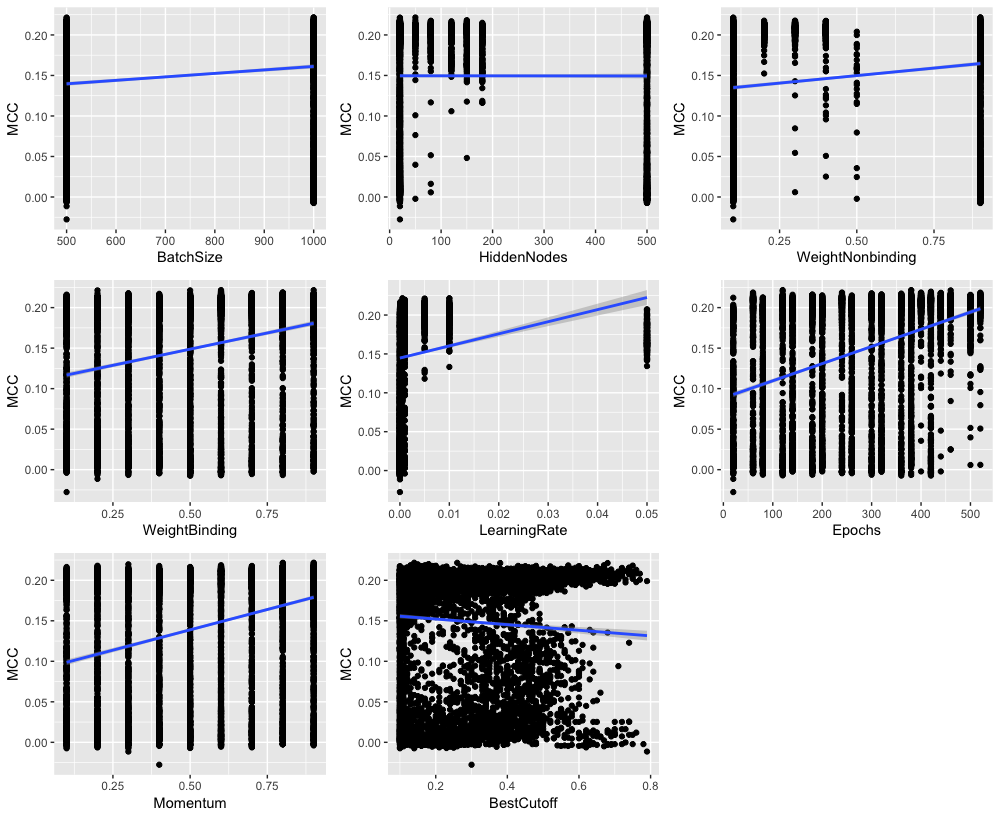 MCC
0.20
0.15
0.10
0.05
0.00
500 600 700 800 900 1000
BatchSize
MCC
0.20
0.15
0.10
0.05
0.00
0 100 200 300 400 500
HiddenNodes
MCC
0.20
0.15
0.10
0.05
0.00
0.25 0.50 0.75
WeightNonbinding
MCC
0.20
0.15
0.10
0.05
0.00
0.25 0.50 0.75
WeightBinding
MCC
0.20
0.15
0.10
0.05
0.00
0.00 0.01 0.02 0.03 0.04 0.05
LearningRate
MCC
0.20
0.15
0.10
0.05
0.00
0 100 200 300 400 500
Epochs
MCC
0.20
0.15
0.10
0.05
0.00
0.25 0.50 0.75
Momentum
MCC
0.20
0.15
0.10
0.05
0.00
0.2 0.4 0.6 0.8
BestCutoff